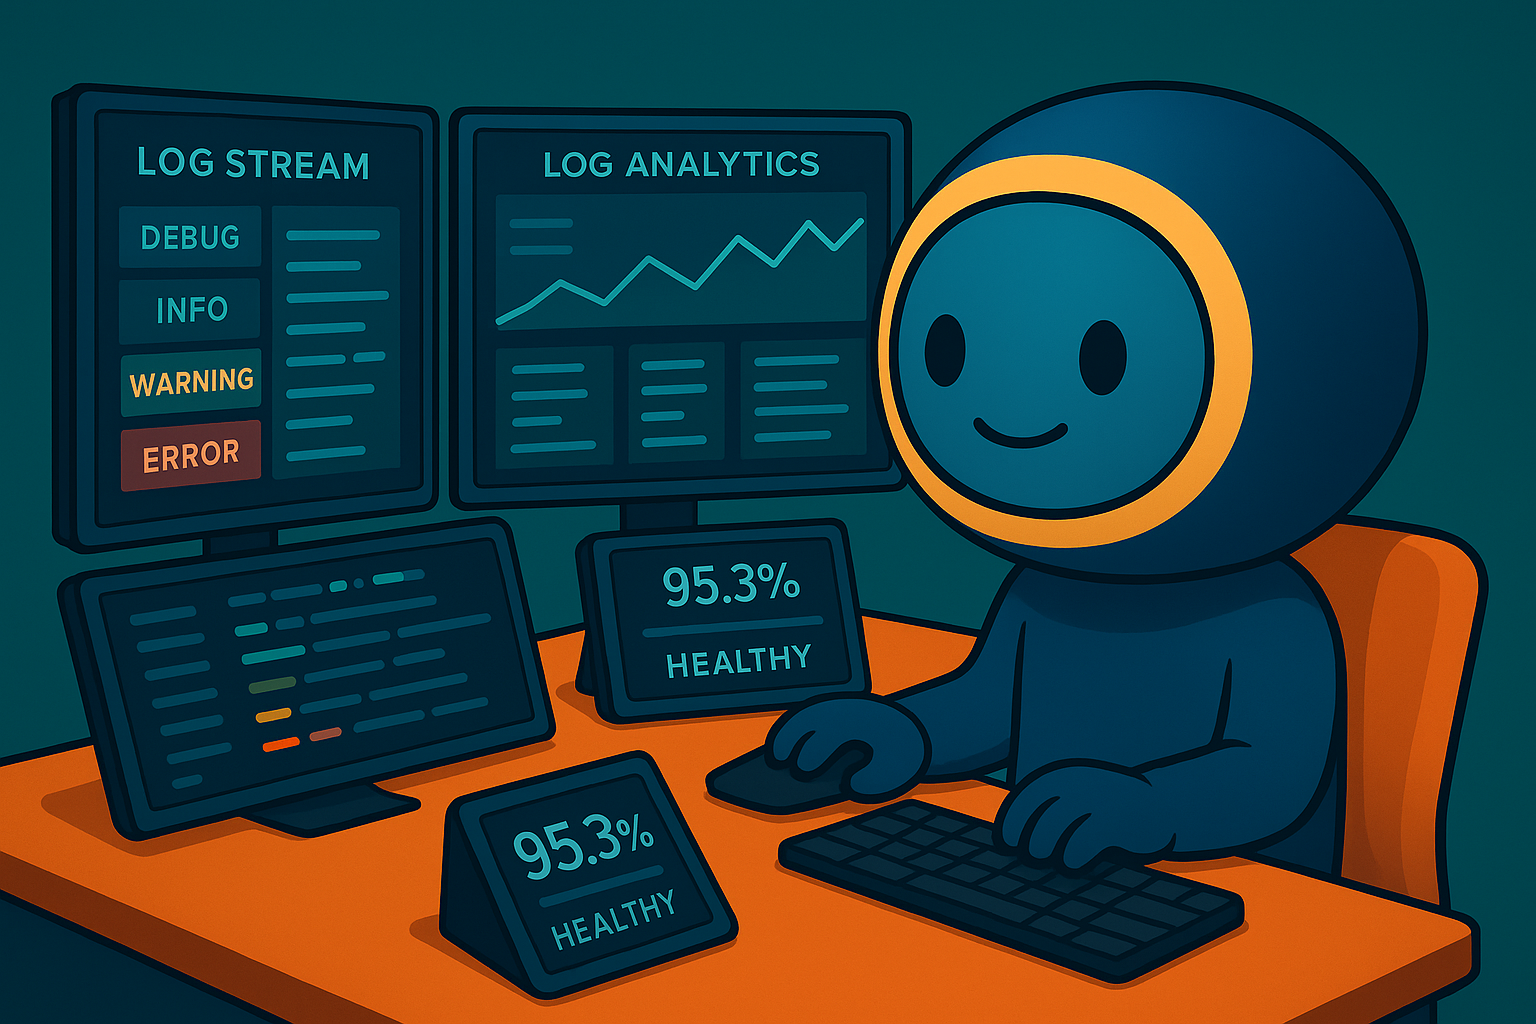 LOG STREAM
DEBUG
INFO
WARNING
ERROR
LOG ANALYTICS
95.3%
HEALTHY
95.3%
HEALTHY